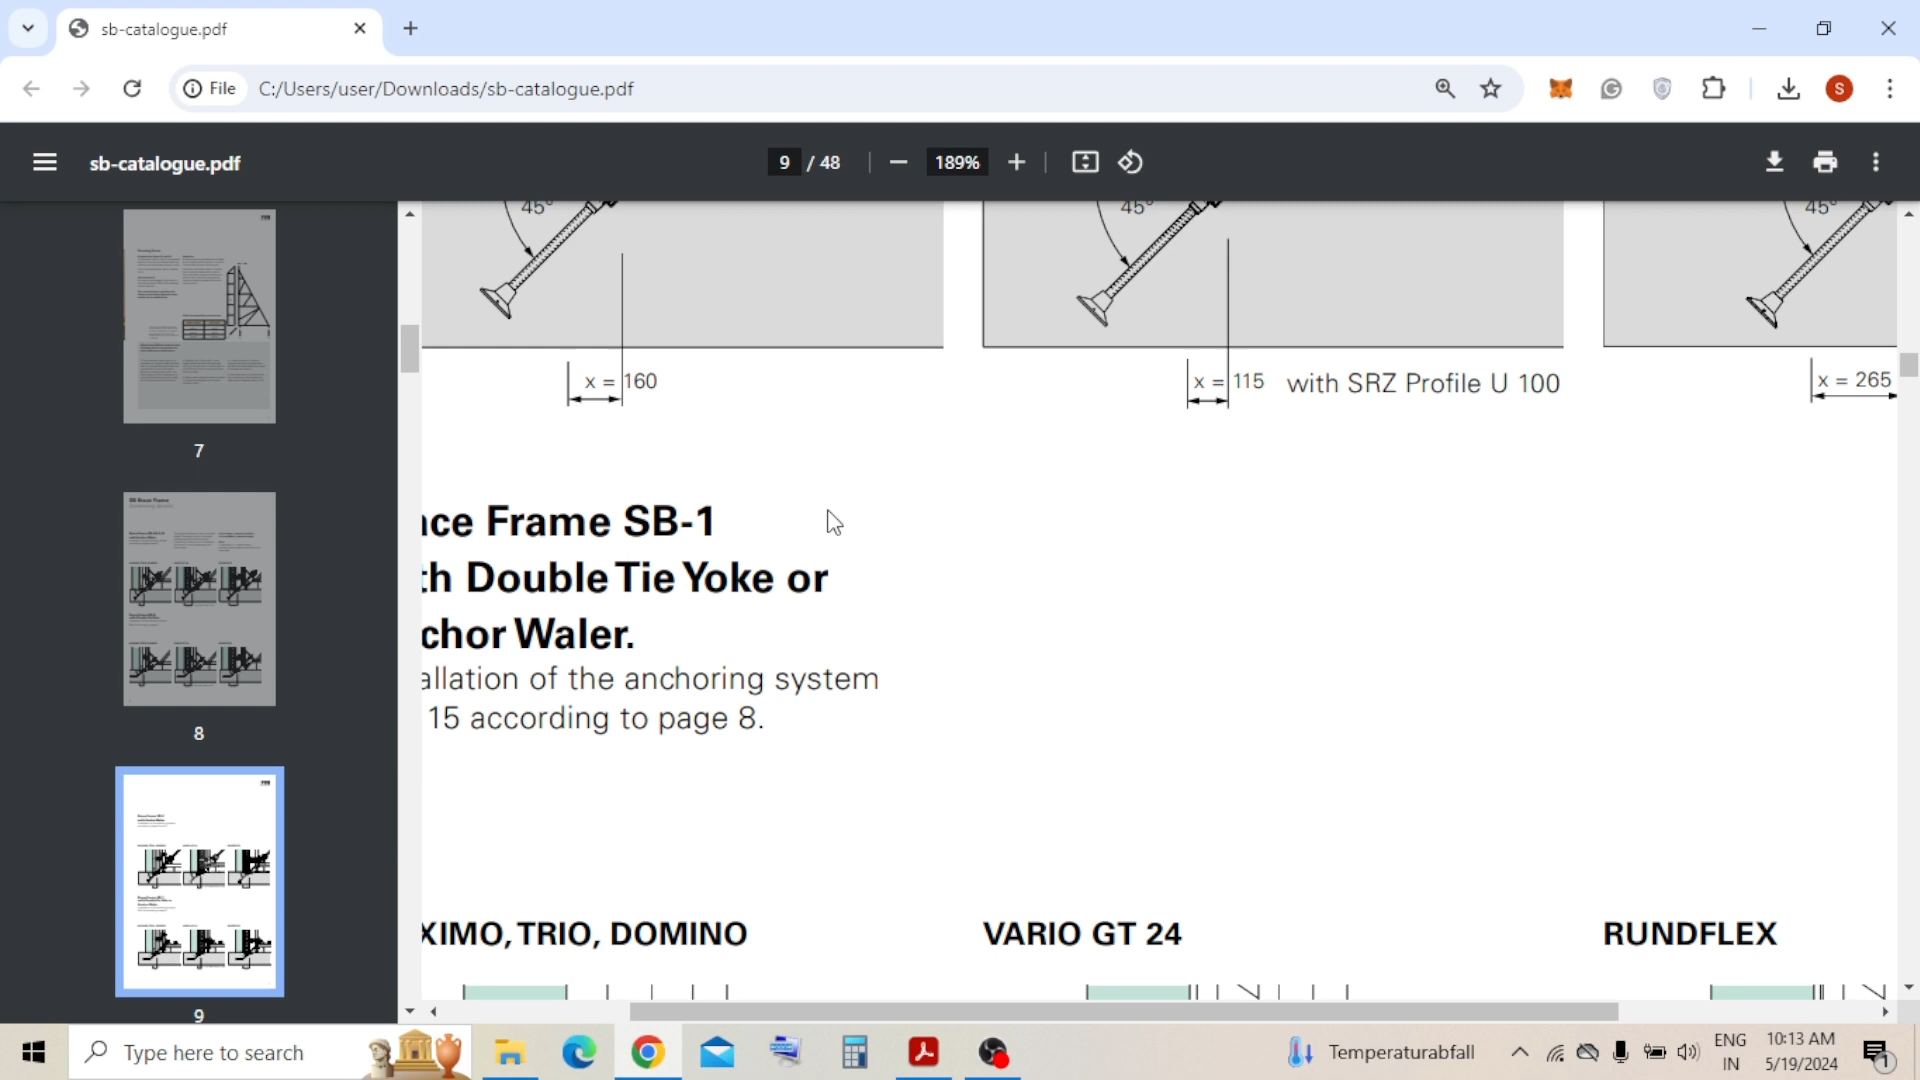 sb-catalogue.pdf
File
C:/Users/user/Downloads/sb-catalogue.pdf
S
sb-catalogue.pdf
9 / 48
189%
7
8
9
45°
45°
45°
x = 160
x = 115
with SRZ Profile U 100
x = 265
ace Frame SB-1
th Double Tie Yoke or
chor Waler.
allation of the anchoring system
15 according to page 8.
XIMO, TRIO, DOMINO
VARIO GT 24
RUNDFLEX
Type here to search
Temperaturabfall
ENG
IN
10:13 AM
5/19/2024
1